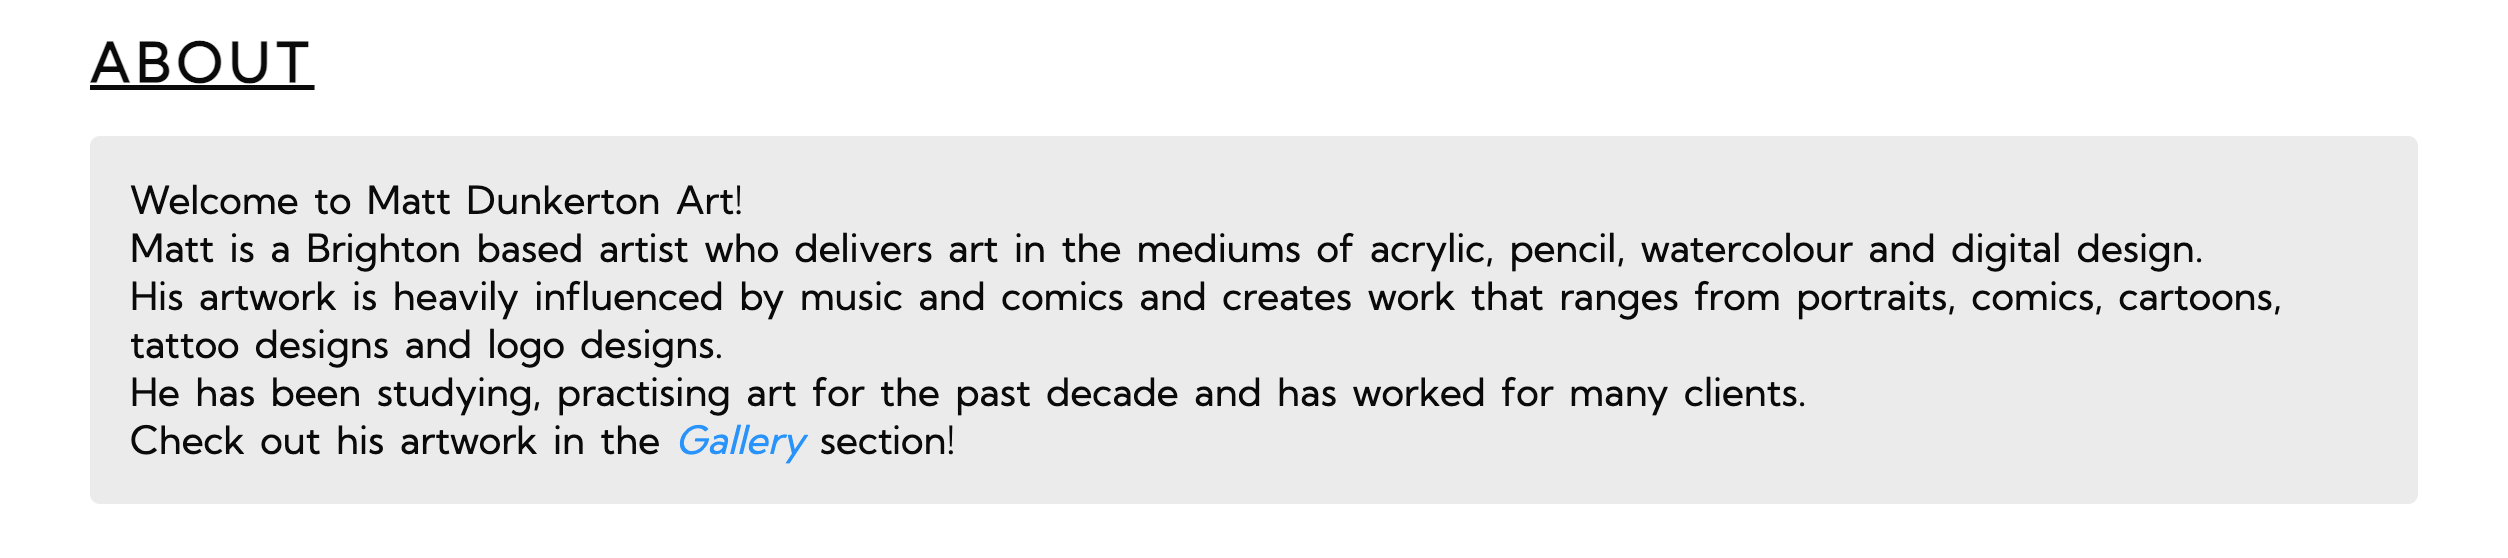 ABOUT
Welcome to Matt Dunkerton Art!
Matt is a Brighton based artist who delivers art in the mediums of acrylic, pencil, watercolour and digital design.
His artwork is heavily influenced by music and comics and creates work that ranges from portraits, comics, cartoons,
tattoo designs and logo designs.
He has been studying, practising art for the past decade and has worked for many clients.
Check out his artwork in the Gallery section!